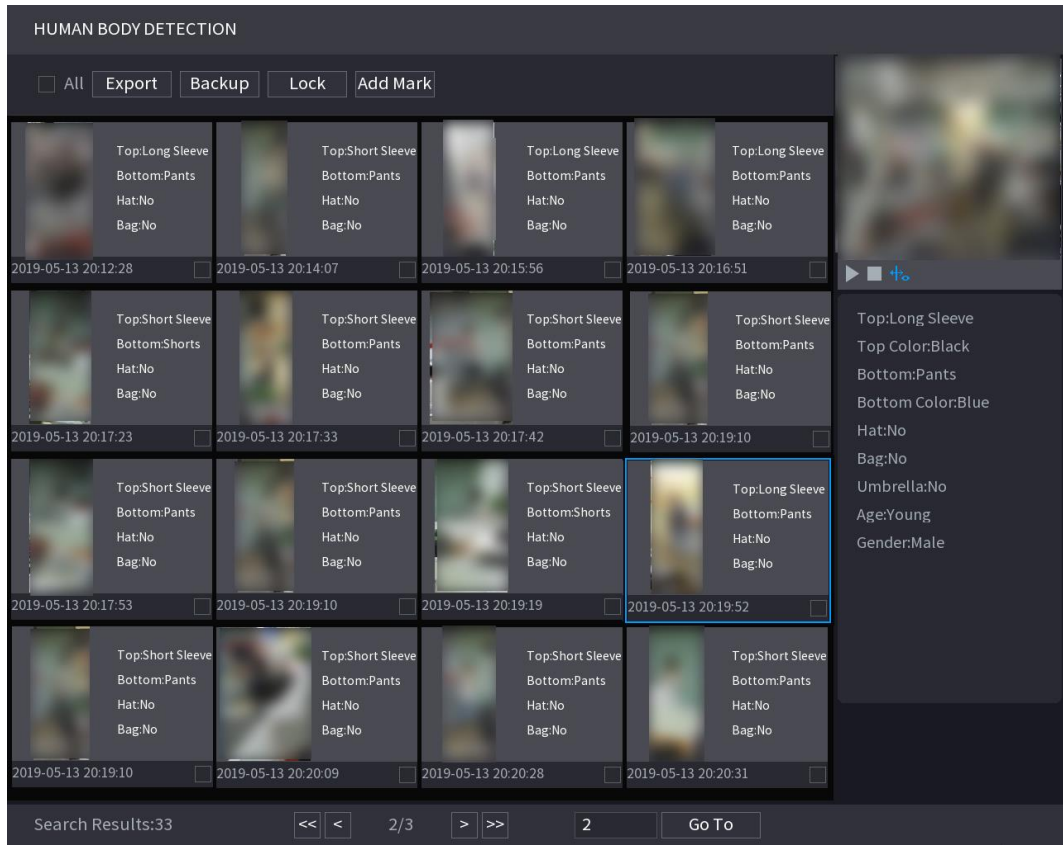 HUMAN BODY DETECTION
All Export Backup Lock Add Mark
Top:Long Sleeve
Bottom:Pants
Hat:No
Bag:No
2019-05-13 20:12:28
Top:Short Sleeve
Bottom:Pants
Hat:No
Bag:No
2019-05-13 20:14:07
Top:Long Sleeve
Bottom:Pants
Hat:No
Bag:No
2019-05-13 20:15:56
Top:Long Sleeve
Bottom:Pants
Hat:No
Bag:No
2019-05-13 20:16:51
Top:Short Sleeve
Bottom:Shorts
Hat:No
Bag:No
2019-05-13 20:17:23
Top:Short Sleeve
Bottom:Pants
Hat:No
Bag:No
2019-05-13 20:17:33
Top:Short Sleeve
Bottom:Pants
Hat:No
Bag:No
2019-05-13 20:17:42
Top:Short Sleeve
Bottom:Pants
Hat:No
Bag:No
2019-05-13 20:19:10
Top:Short Sleeve
Bottom:Pants
Hat:No
Bag:No
2019-05-13 20:17:53
Top:Short Sleeve
Bottom:Pants
Hat:No
Bag:No
2019-05-13 20:19:10
Top:Short Sleeve
Bottom:Shorts
Hat:No
Bag:No
2019-05-13 20:19:19
Top:Long Sleeve
Bottom:Pants
Hat:No
Bag:No
2019-05-13 20:19:52
Top:Short Sleeve
Bottom:Pants
Hat:No
Bag:No
2019-05-13 20:19:10
Top:Short Sleeve
Bottom:Pants
Hat:No
Bag:No
2019-05-13 20:20:09
Top:Short Sleeve
Bottom:Pants
Hat:No
Bag:No
2019-05-13 20:20:28
Top:Short Sleeve
Bottom:Pants
Hat:No
Bag:No
2019-05-13 20:20:31
Top:Long Sleeve
Top Color:Black
Bottom:Pants
Bottom Color:Blue
Hat:No
Bag:No
Umbrella:No
Age:Young
Gender:Male
Search Results:33 << < 2/3 > >> 2 Go To